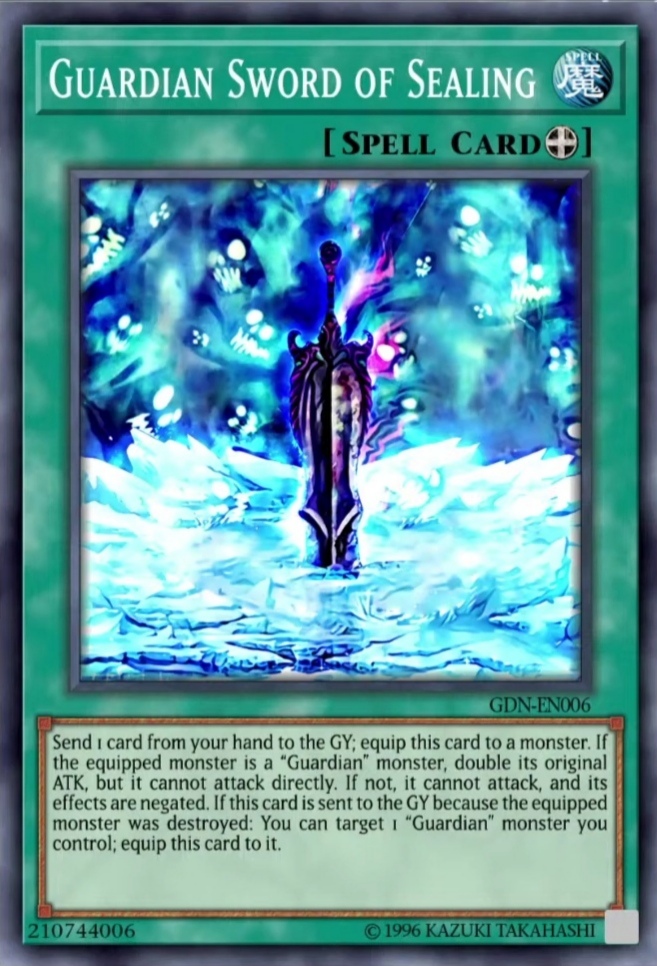 Guardian Sword of Sealing
SPELL
魔
[Spell Card]
GDN-EN006
Send 1 card from your hand to the GY; equip this card to a monster. If
the equipped monster is a “Guardian” monster, double its original
ATK, but it cannot attack directly. If not, it cannot attack, and its
effects are negated. If this card is sent to the GY because the equipped
monster was destroyed: You can target 1 “Guardian” monster you
control; equip this card to it.
210744006
© 1996 KAZUKI TAKAHASHI